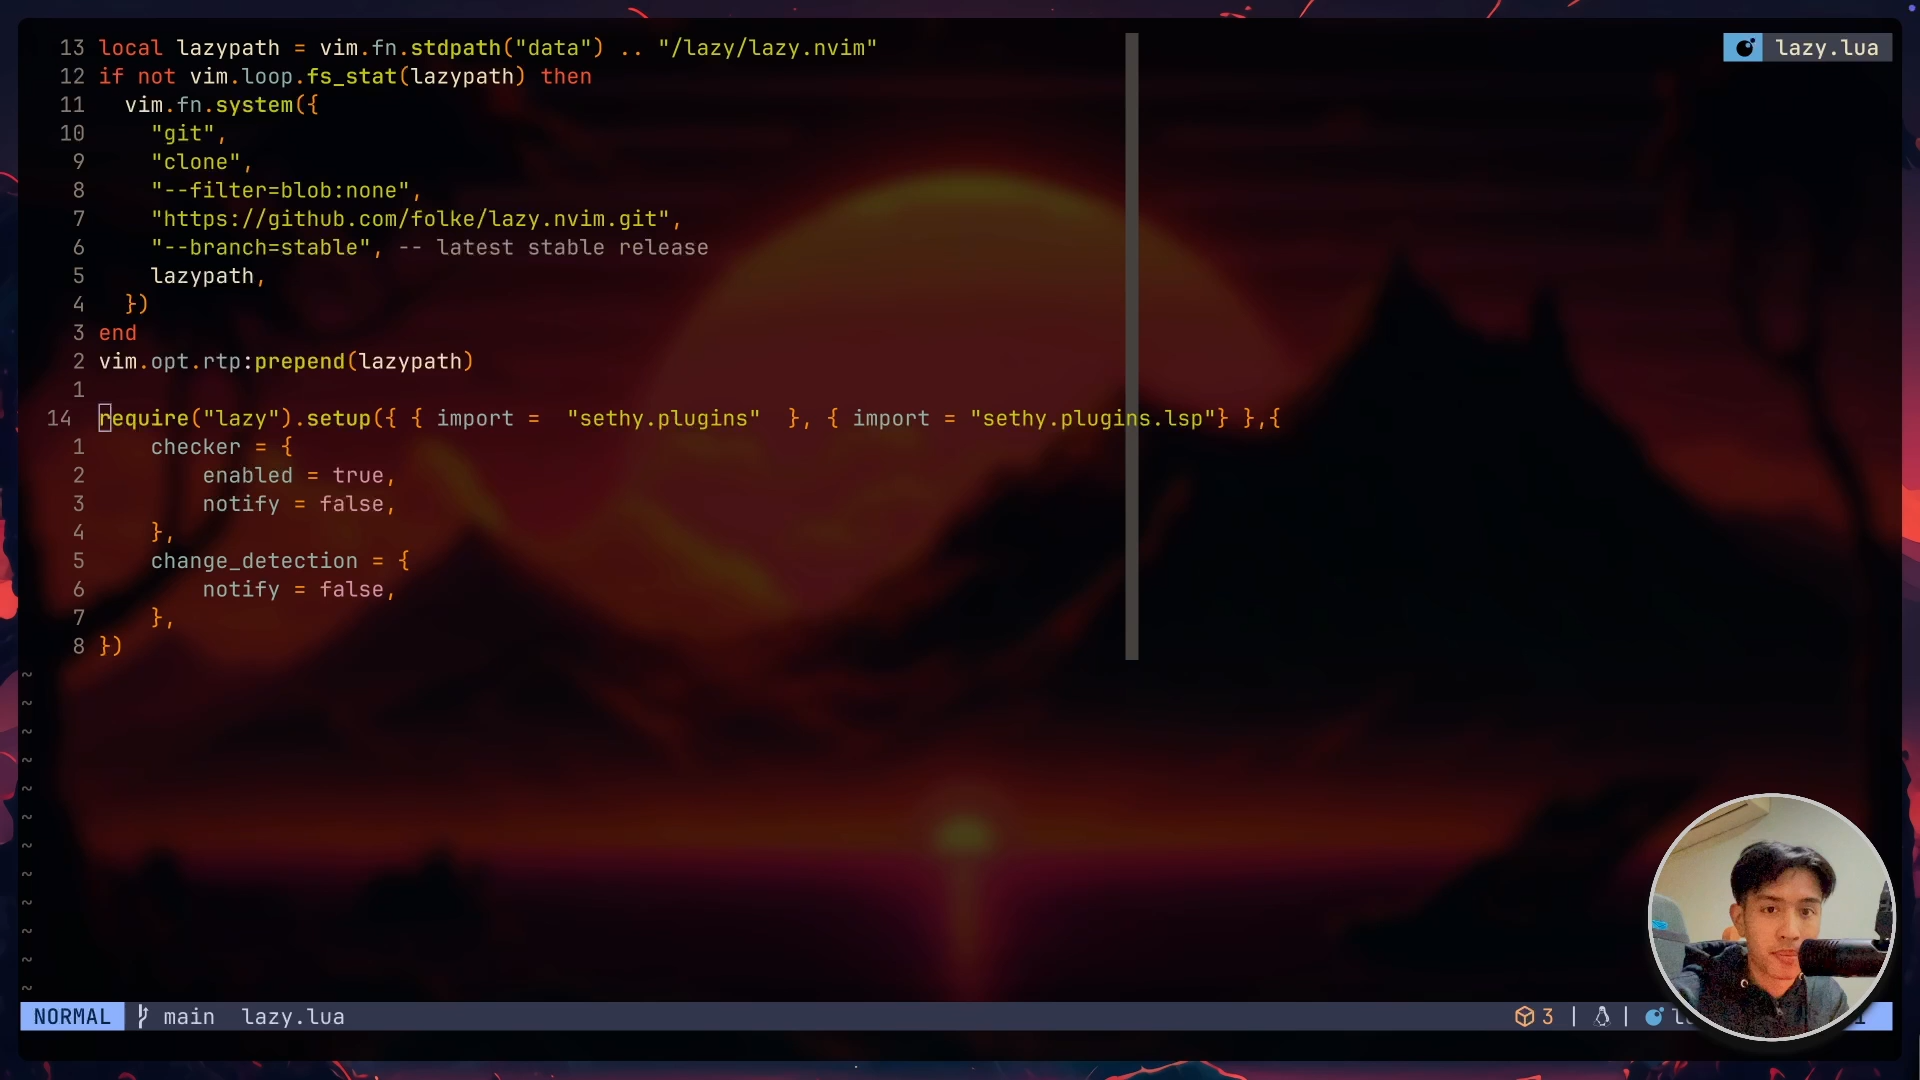 13 local lazypath = vim.fn.stdpath("data") .. "/lazy/lazy.nvim"
lazy.lua
12 if not vim.loop.fs_stat(lazypath) then
11   vim.fn.system({
10     "git",
9     "clone",
8     "--filter=blob:none",
7     "https://github.com/folke/lazy.nvim.git",
6     "--branch=stable", -- latest stable release
5     lazypath,
4   })
3 end
2 vim.opt.rtp:prepend(lazypath)
1
14 require("lazy").setup({ { import =  "sethy.plugins"  }, { import = "sethy.plugins.lsp"} },{
1     checker = {
2         enabled = true,
3         notify = false,
4     },
5     change_detection = {
6         notify = false,
7     },
8 })
~
~
~
~
~
~
~
~
~
~
~
~
NORMAL main lazy.lua 3 | |